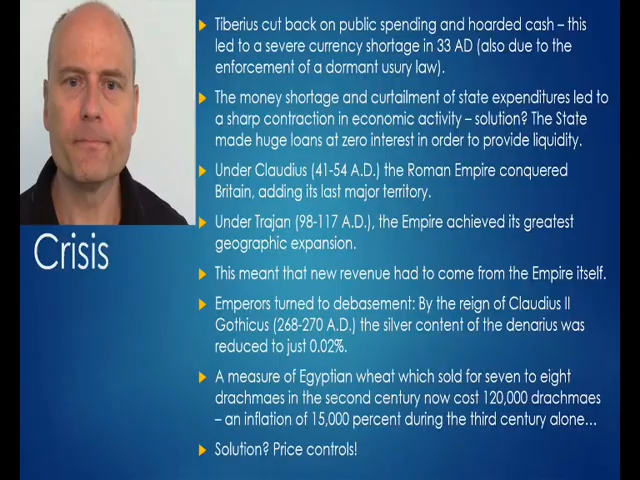 Tiberius cut back on public spending and hoarded cash – this
led to a severe currency shortage in 33 AD (also due to the
enforcement of a dormant usury law).
The money shortage and curtailment of state expenditures led to
a sharp contraction in economic activity – solution? The State
made huge loans at zero interest in order to provide liquidity.
Under Claudius (41-54 A.D.) the Roman Empire conquered
Britain, adding its last major territory.
Under Trajan (98-117 A.D.), the Empire achieved its greatest
geographic expansion.
Crisis
This meant that new revenue had to come from the Empire itself.
Emperors turned to debasement: By the reign of Claudius II
Gothicus (268-270 A.D.) the silver content of the denarius was
reduced to just 0.02%.
A measure of Egyptian wheat which sold for seven to eight
drachmaes in the second century now cost 120,000 drachmaes
– an inflation of 15,000 percent during the third century alone…
Solution? Price controls!